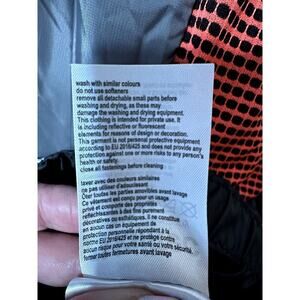 wash with similar colours
do not use softeners
remove all detachable small parts before
washing and drying, as these may
damage the washing and drying equipment.
This clothing is intended for private use. It
is including reflective or fluorescent
elements for reasons of design or decoration.
This garment is not personal protective equipment
according to EU 2016/425 and does not provide any
protection against one or more risks to any person's
health or safety.
close all fastenings before cleaning
laver avec des couleurs similaires
ne pas utiliser d'adoucissant
Ôter toutes les parties amovibles avant lavage
Ce vêtement est conçu pour un usage
privé et comporte des éléments
réfléchissants à des fins
décoratives ou esthétiques. Il
s'agit en aucun cas d'un équipement de
protection personnelle répondant à la
norme EU 2016/425 et ne protège contre
aucun risque pour votre santé ou votre sécurité.
fermer toutes fermetures avant lavage